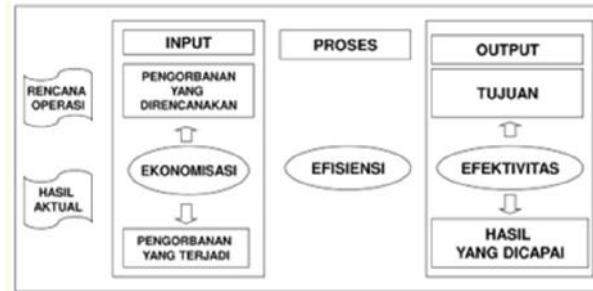 INPUT
PROSES
OUTPUT
RENCANA
OPERASI
PENGORBANAN
YANG
DIRENCANAKAN
TUJUAN
EKONOMISASI
EFISIENSI
EFEKTIVITAS
HASIL
AKTUAL
PENGORBANAN
YANG TERJADI
HASIL
YANG DICAPAI